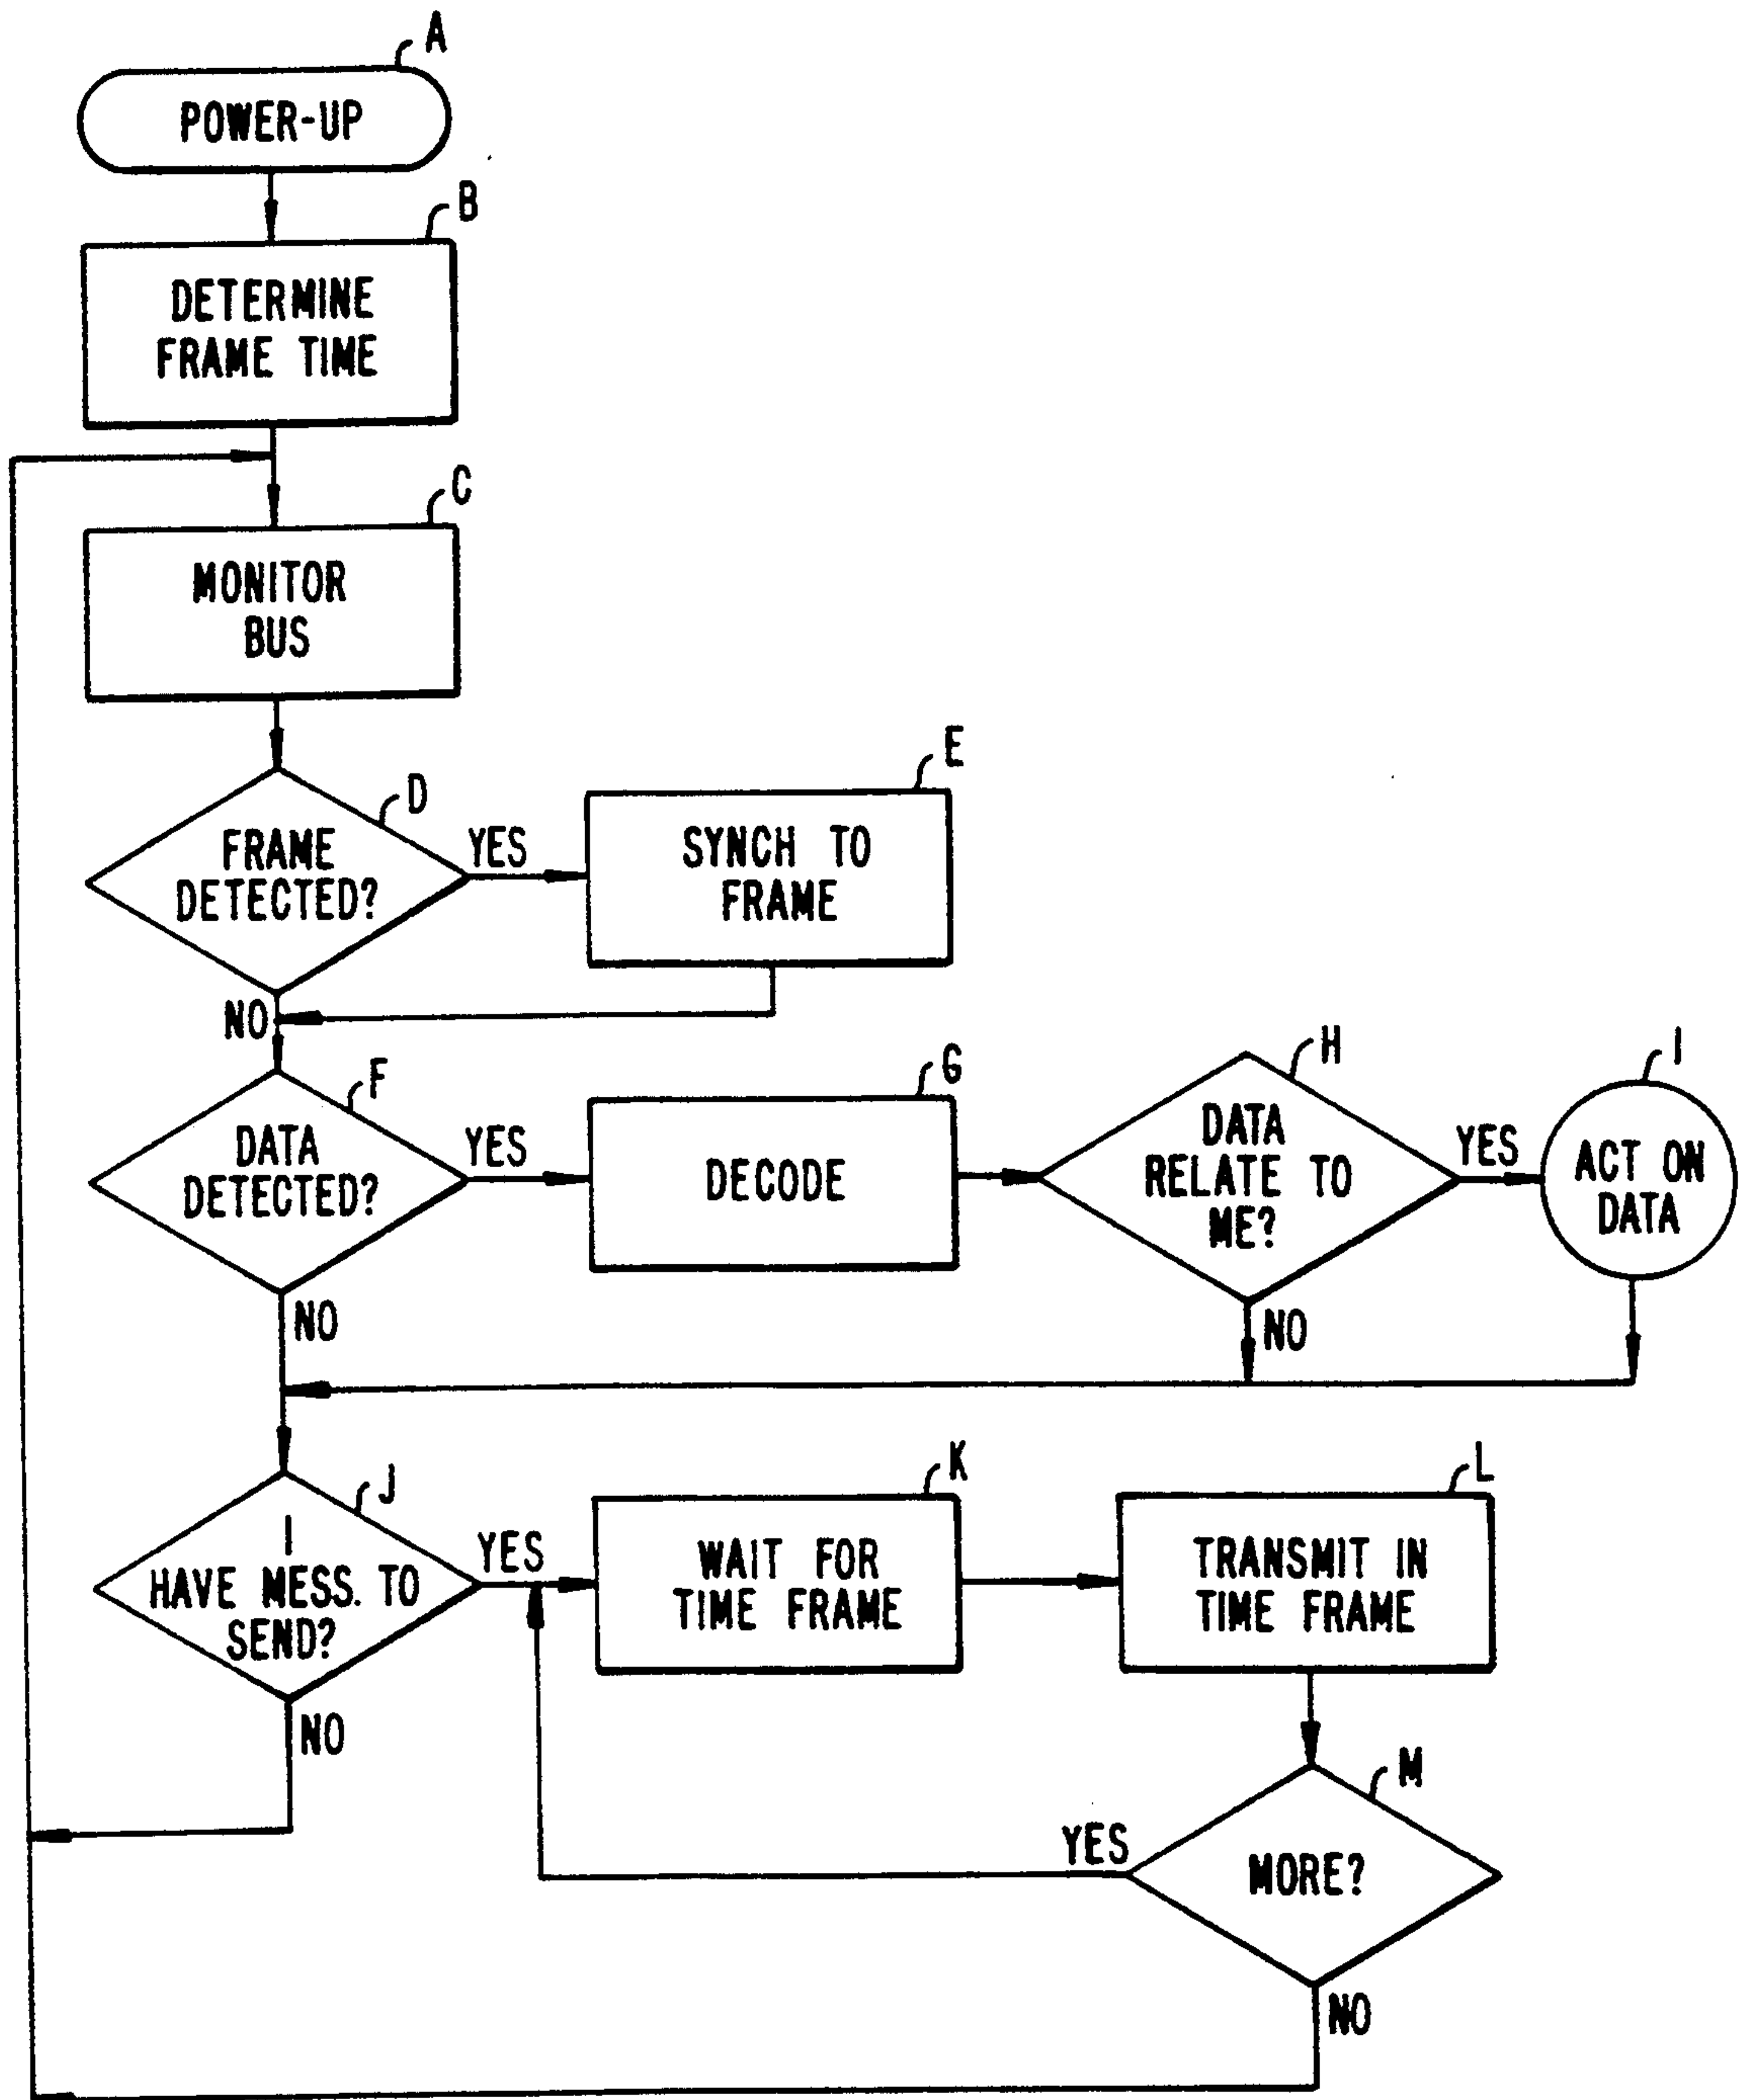 A
POWER-UP
B
DETERMINE
FRAME TIME
C
MONITOR
BUS
D
FRAME
DETECTED?
YES
NO
E
SYNCH TO
FRAME
F
DATA
DETECTED?
YES
NO
G
DECODE
H
DATA
RELATE TO
ME?
YES
NO
I
ACT ON
DATA
J
I
HAVE MESS. TO
SEND?
YES
NO
K
WAIT FOR
TIME FRAME
L
TRANSMIT IN
TIME FRAME
M
MORE?
YES
NO